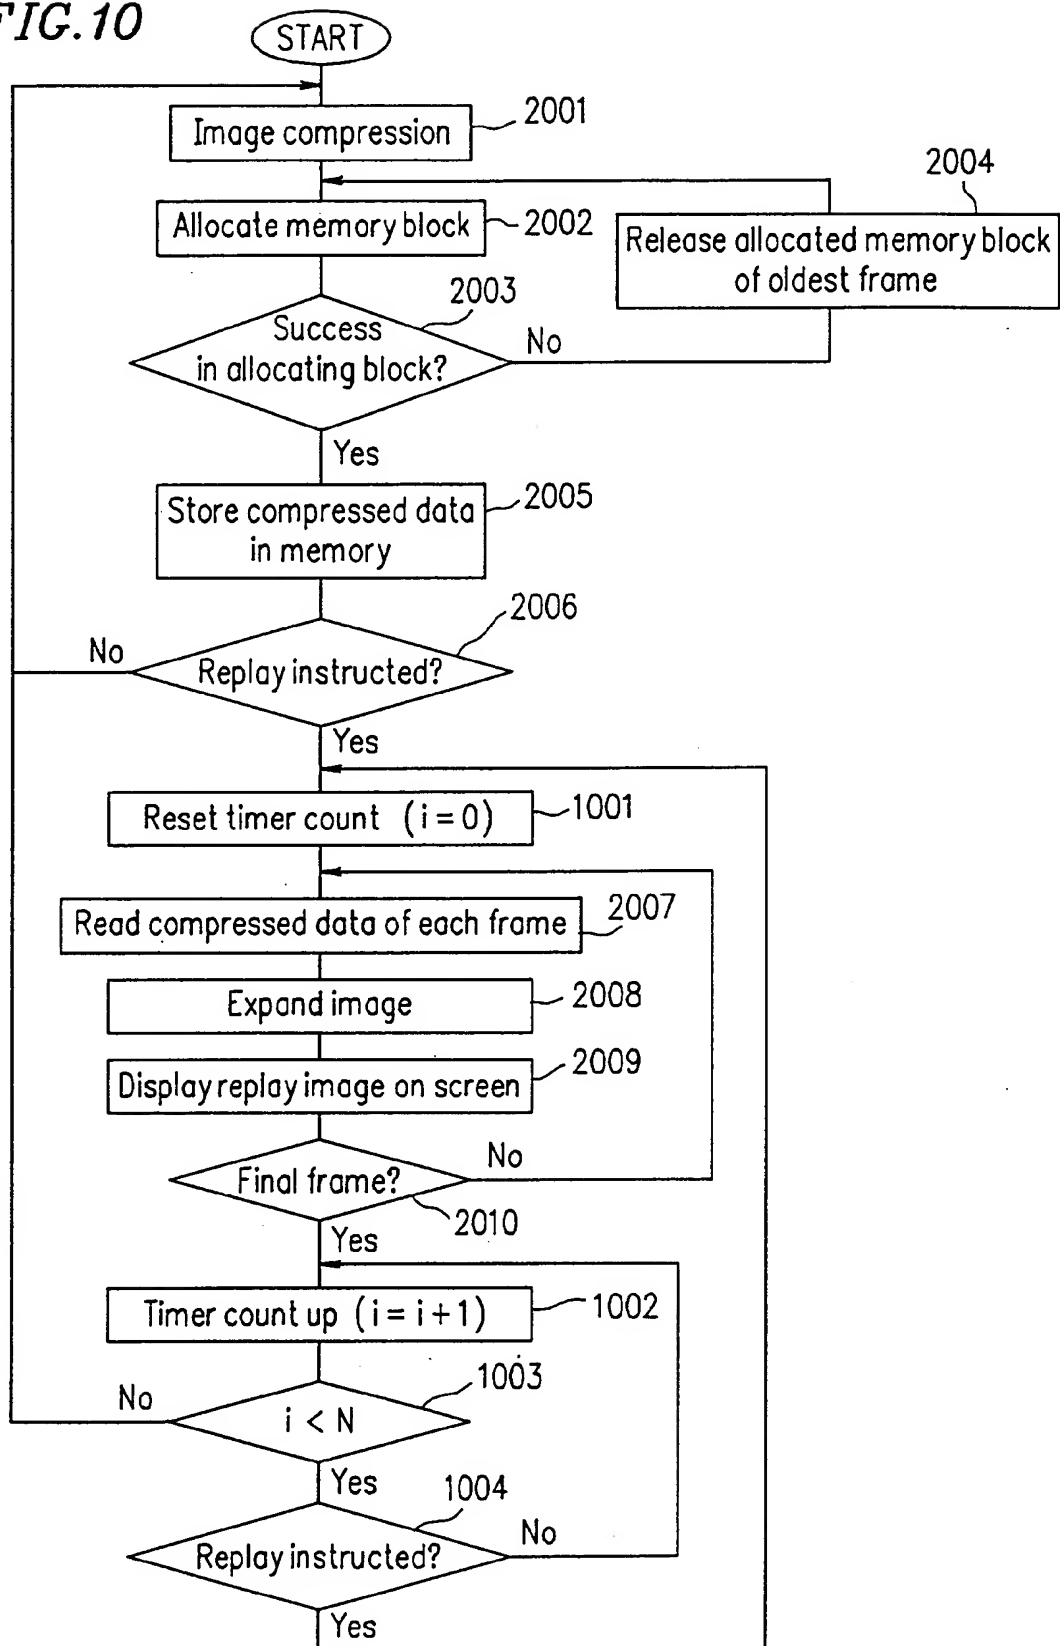 FIG.10
START
Image compression
2001
2004
Allocate memory block
2002
Release allocated memory block
of oldest frame
2003
Success
in allocating block?
No
Yes
Store compressed data
in memory
2005
2006
No
Replay instructed?
Yes
Reset timer count (i=0)
1001
Read compressed data of each frame
2007
Expand image
2008
Display replay image on screen
2009
Final frame?
No
2010
Yes
Timer count up (i=i+1)
1002
1003
No
i < N
Yes
1004
Replay instructed?
No
Yes